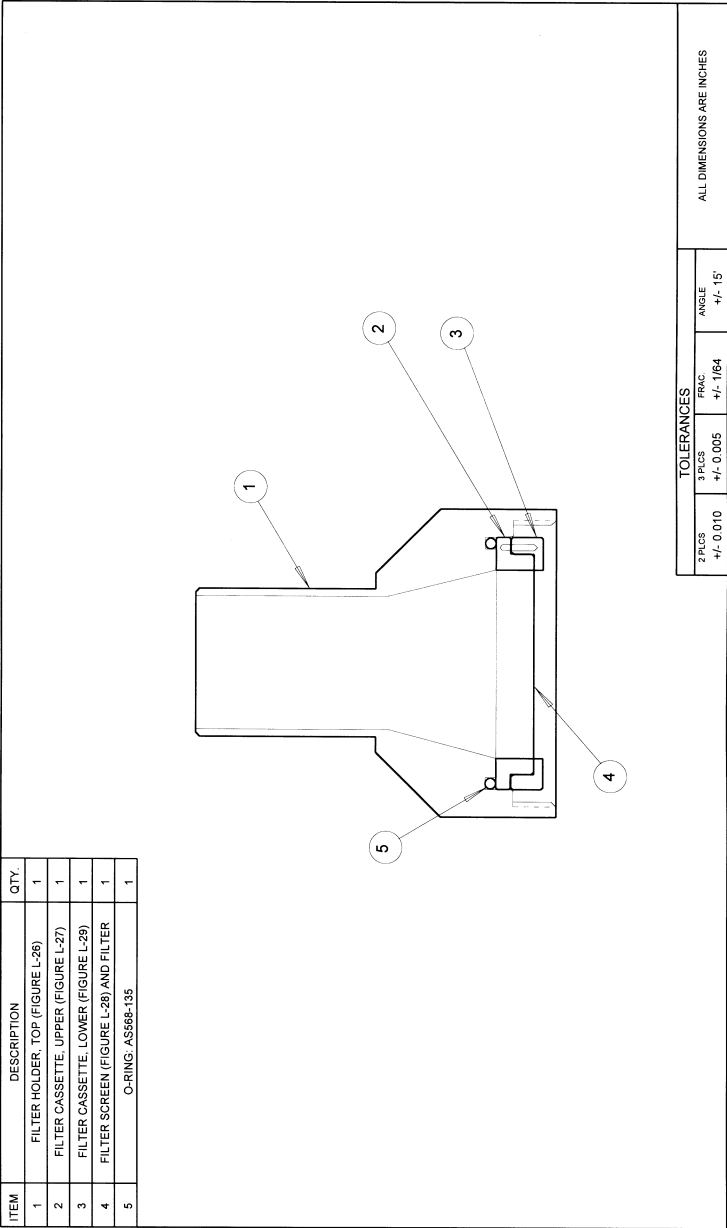 ITEM DESCRIPTION QTY.
1 FILTER HOLDER, TOP (FIGURE L-26) 1
2 FILTER CASSETTE, UPPER (FIGURE L-27) 1
3 FILTER CASSETTE, LOWER (FIGURE L-29) 1
4 FILTER SCREEN (FIGURE L-28) AND FILTER 1
5 O-RING: AS568-135 1
1
2
3
5
4
TOLERANCES
2 PLCS 3 PLCS FRAC. ANGLE
+/- 0.010 +/- 0.005 +/- 1/64 +/- 15'
ALL DIMENSIONS ARE INCHES